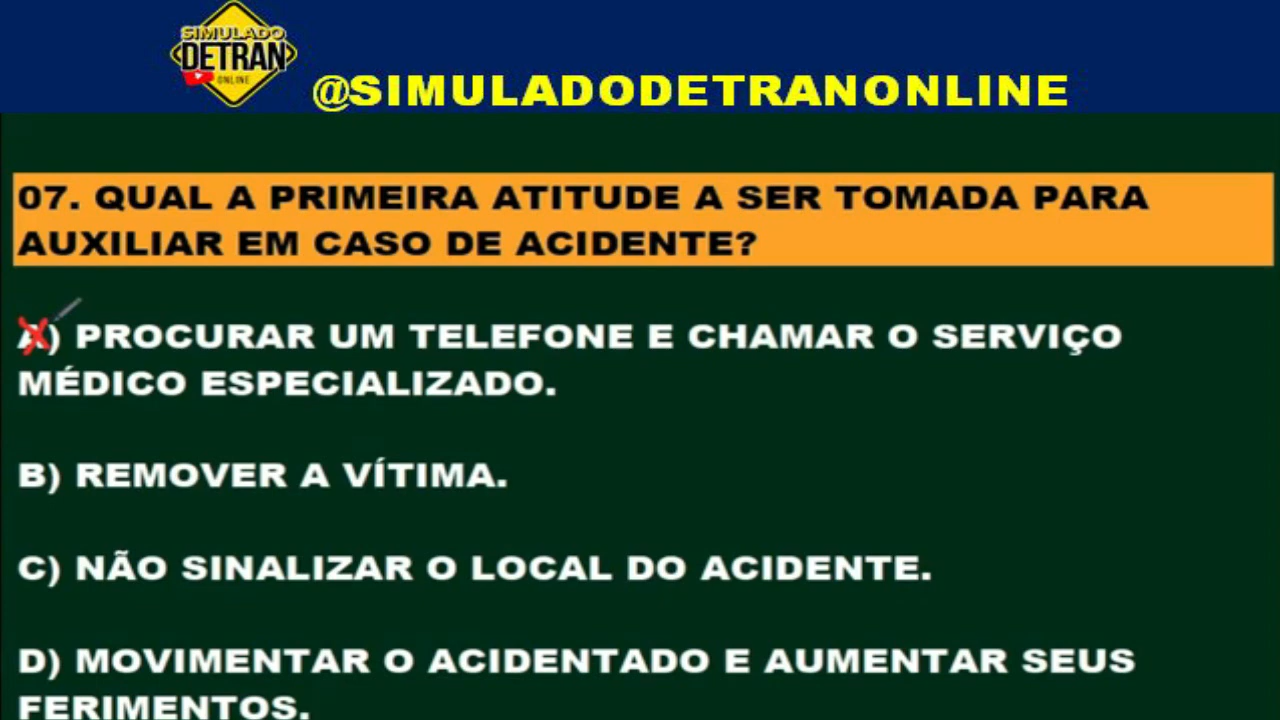 SIMULADO
DETRAN
ONLINE
@SIMULADODETRANONLINE
07. QUAL A PRIMEIRA ATITUDE A SER TOMADA PARA
AUXILIAR EM CASO DE ACIDENTE?
A) PROCURAR UM TELEFONE E CHAMAR O SERVIÇO
MÉDICO ESPECIALIZADO.
B) REMOVER A VÍTIMA.
C) NÃO SINALIZAR O LOCAL DO ACIDENTE.
D) MOVIMENTAR O ACIDENTADO E AUMENTAR SEUS
FERIMENTOS.